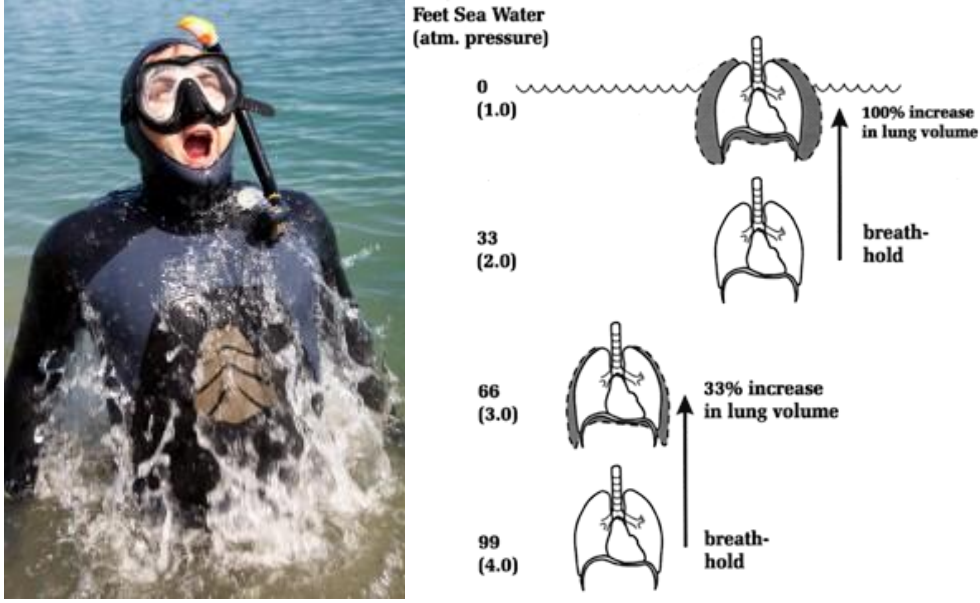 Feet Sea Water
(atm. pressure)
0
(1.0)
100% increase
in lung volume
33
(2.0)
breath-
hold
66
(3.0)
33% increase
in lung volume
99
(4.0)
breath-
hold